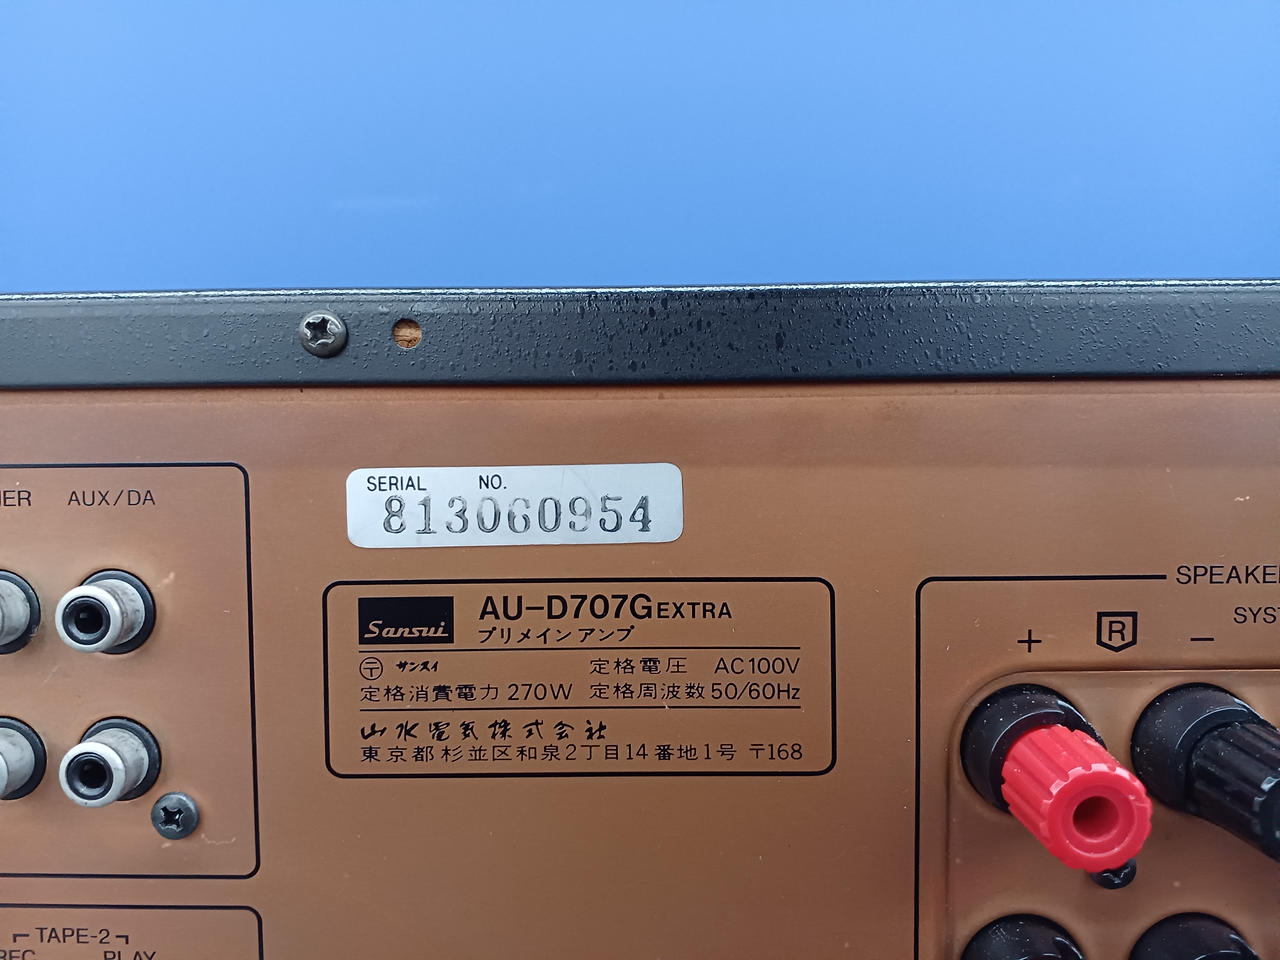 SERIAL NO.
813060954
AUX/DA
Sansui
AU-D707G EXTRA
プリメインアンプ
サンスイ 定格電圧 AC100V
定格消費電力 270W 定格周波数 50/60Hz
山水電気株式会社
東京都杉並区和泉2丁目14番地1号 〒168
+ R −
TAPE-2
PLAY